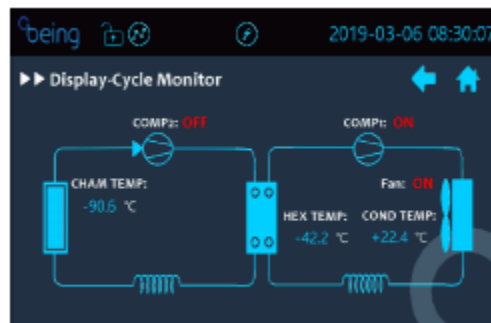 being 2019-03-06 08:30:07
▶▶ Display-Cycle Monitor
COMP2: OFF COMP1: ON
CHAM TEMP: Fan: ON
-90.6 ℃ HEX TEMP: COND TEMP:
-42.2 ℃ +22.4 ℃